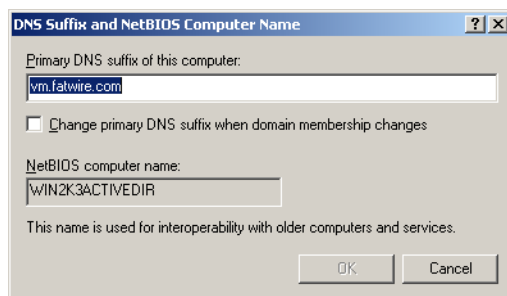 DNS Suffix and NetBIOS Computer Name
Primary DNS suffix of this computer:
vm.fatwire.com
Change primary DNS suffix when domain membership changes
NetBIOS computer name:
WIN2K3ACTIVEDIR
This name is used for interoperability with older computers and services.
OK Cancel